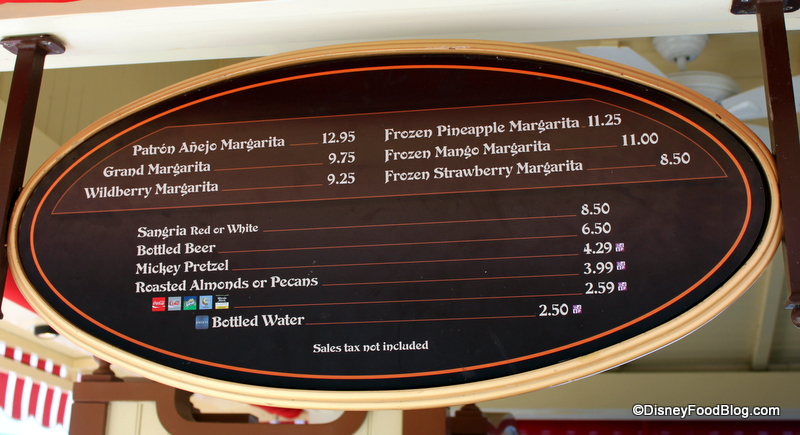 Patrón Añejo Margarita 12.95
Grand Margarita 9.75
Wildberry Margarita 9.25
Frozen Pineapple Margarita 11.25
Frozen Mango Margarita 11.00
Frozen Strawberry Margarita 8.50
Sangria Red or White 8.50
Bottled Beer 6.50
Mickey Pretzel 4.29
Roasted Almonds or Pecans 3.99
2.59
Bottled Water 2.50
Sales tax not included
©DisneyFoodBlog.com